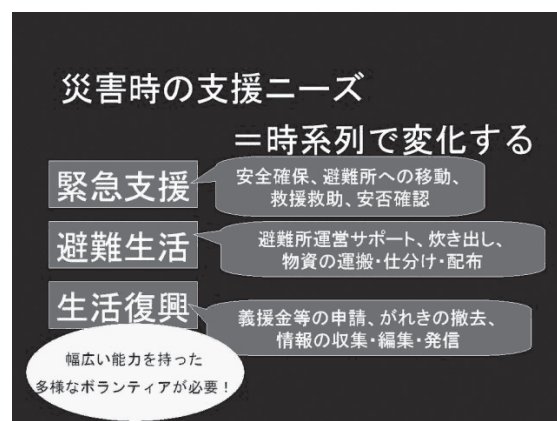 災害時の支援ニーズ
＝時系列で変化する
緊急支援
安全確保、避難所への移動、
救援救助、安否確認
避難生活
避難所運営サポート、炊き出し、
物資の運搬・仕分け・配布
生活復興
義援金等の申請、がれきの撤去、
情報の収集・編集・発信
幅広い能力を持った
多様なボランティアが必要！